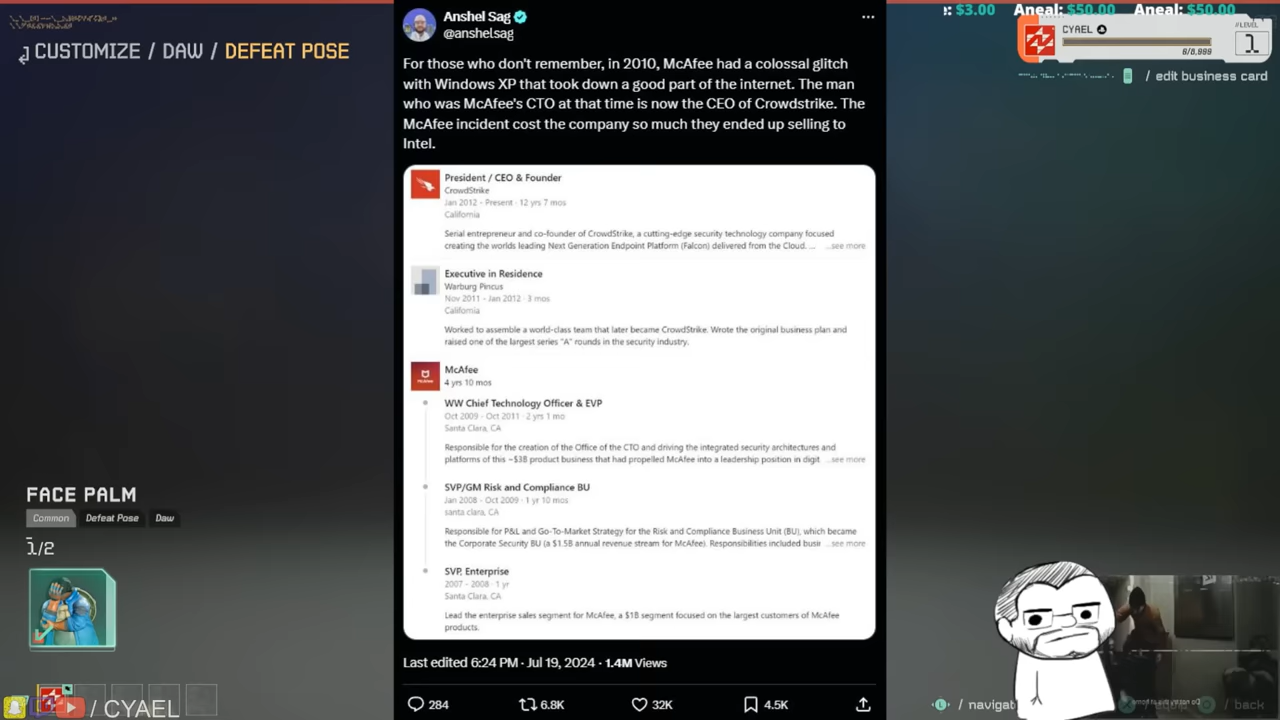 CUSTOMIZE / DAW / DEFEAT POSE
Anshel Sag
@anshelsag
For those who don't remember, in 2010, McAfee had a colossal glitch
with Windows XP that took down a good part of the internet. The man
who was McAfee's CTO at that time is now the CEO of Crowdstrike. The
McAfee incident cost the company so much they ended up selling to
Intel.
President / CEO & Founder
CrowdStrike
Jan 2012 - Present · 12 yrs 7 mos
California
Serial entrepreneur and co-founder of CrowdStrike, a cutting-edge security technology company focused
creating the worlds leading Next Generation Endpoint Platform (Falcon) delivered from the Cloud. ... ...see more
Executive in Residence
Warburg Pincus
Nov 2011 - Jan 2012 · 3 mos
California
Worked to assemble a world-class team that later became CrowdStrike. Wrote the original business plan and
raised one of the largest series "A" rounds in the security industry.
McAfee
McAfee
4 yrs 10 mos
WW Chief Technology Officer & EVP
Oct 2009 - Oct 2011 · 2 yrs 1 mo
Santa Clara, CA
Responsible for the creation of the Office of the CTO and driving the integrated security architectures and
platforms of this ~$3B product business that had propelled McAfee into a leadership position in digit ...see more
SVP/GM Risk and Compliance BU
Jan 2008 - Oct 2009 · 1 yr 10 mos
santa clara, CA
Responsible for P&L and Go-To-Market Strategy for the Risk and Compliance Business Unit (BU), which became
the Corporate Security BU (a $1.5B annual revenue stream for McAfee). Responsibilities included busi ...see more
SVP, Enterprise
2007 - 2008 · 1 yr
Santa Clara, CA
Lead the enterprise sales segment for McAfee, a $1B segment focused on the largest customers of McAfee
products.
Last edited 6:24 PM · Jul 19, 2024 · 1.4M Views
284 6.8K 32K 4.5K
: $3.00 Aneal: $50.00 Aneal: $50.00
CYAEL
LEVEL
1
6/8,999
/ edit business card
FACE PALM
Common Defeat Pose Daw
1/2
/ CYAEL
/ navigat
/ back